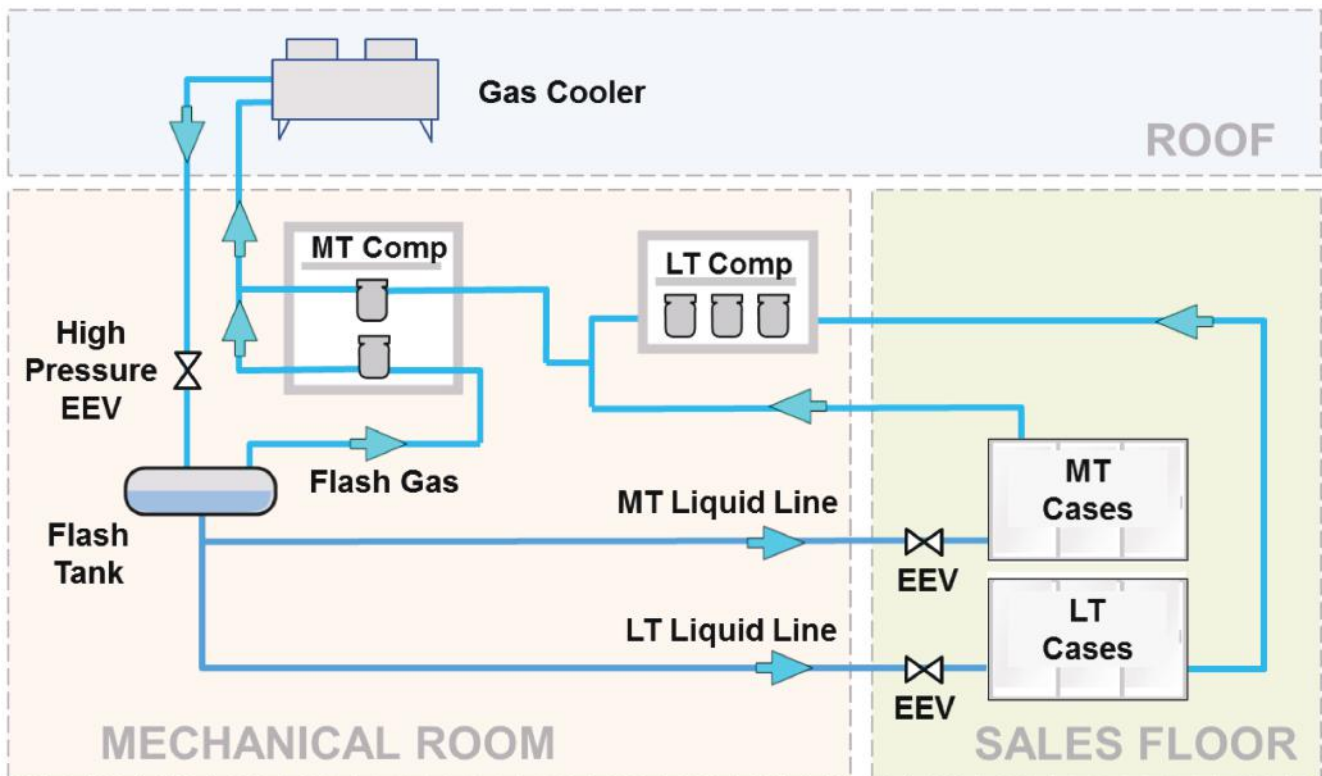 Gas Cooler
ROOF
MT Comp
LT Comp
High
Pressure
EEV
Flash Gas
Flash
Tank
MT Liquid Line
EEV
MT
Cases
LT Liquid Line
EEV
LT
Cases
MECHANICAL ROOM
SALES FLOOR